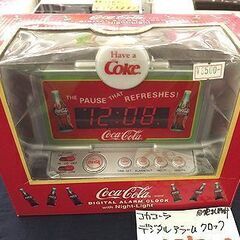 Have a
Coke
¥1500-
THE PAUSE THAT REFRESHES!
12:08
Coca-Cola
Coca-Cola
DIGITAL ALARM CLOCK
with Night-Light
コカコーラ
デジタルアラームクロック